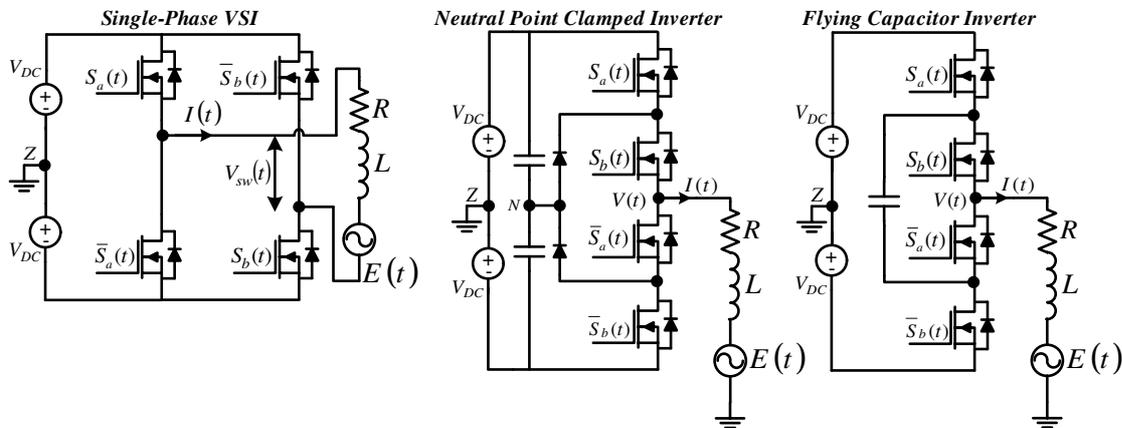 Single-Phase VSI
V_DC
S_a(t)
S̅_b(t)
I(t)
R
Z
V_sw(t)
L
V_DC
S̅_a(t)
S_b(t)
E(t)
Neutral Point Clamped Inverter
S_a(t)
V_DC
S_b(t)
Z
N
V(t)
I(t)
S̅_a(t)
R
V_DC
L
S̅_b(t)
E(t)
Flying Capacitor Inverter
S_a(t)
V_DC
S_b(t)
Z
V(t)
I(t)
S̅_a(t)
R
V_DC
L
S̅_b(t)
E(t)